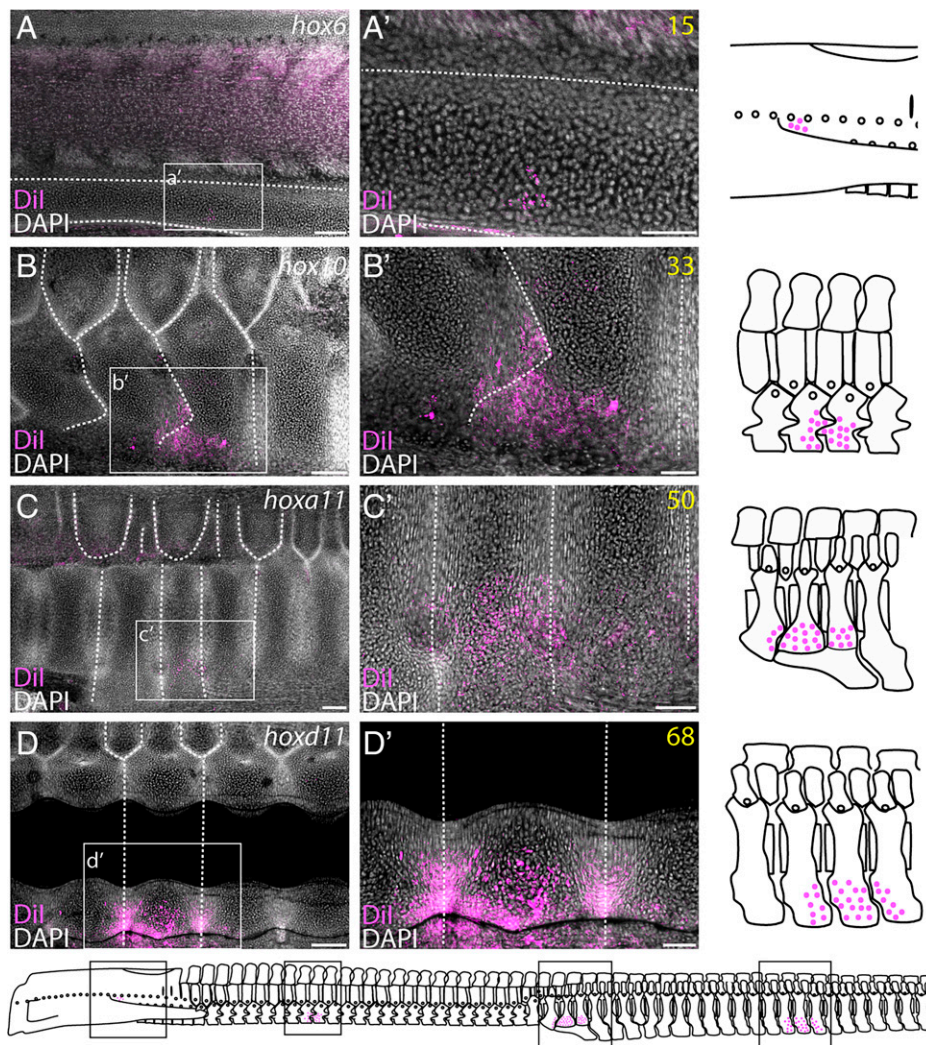 A hox6 A' 15
a'
DiI
DAPI DiI
DAPI
B hox10 B' 33
b'
DiI
DAPI DiI
DAPI
C hoxa11 C' 50
c'
DiI
DAPI DiI
DAPI
D hoxd11 D' 68
d'
DiI
DAPI DiI
DAPI